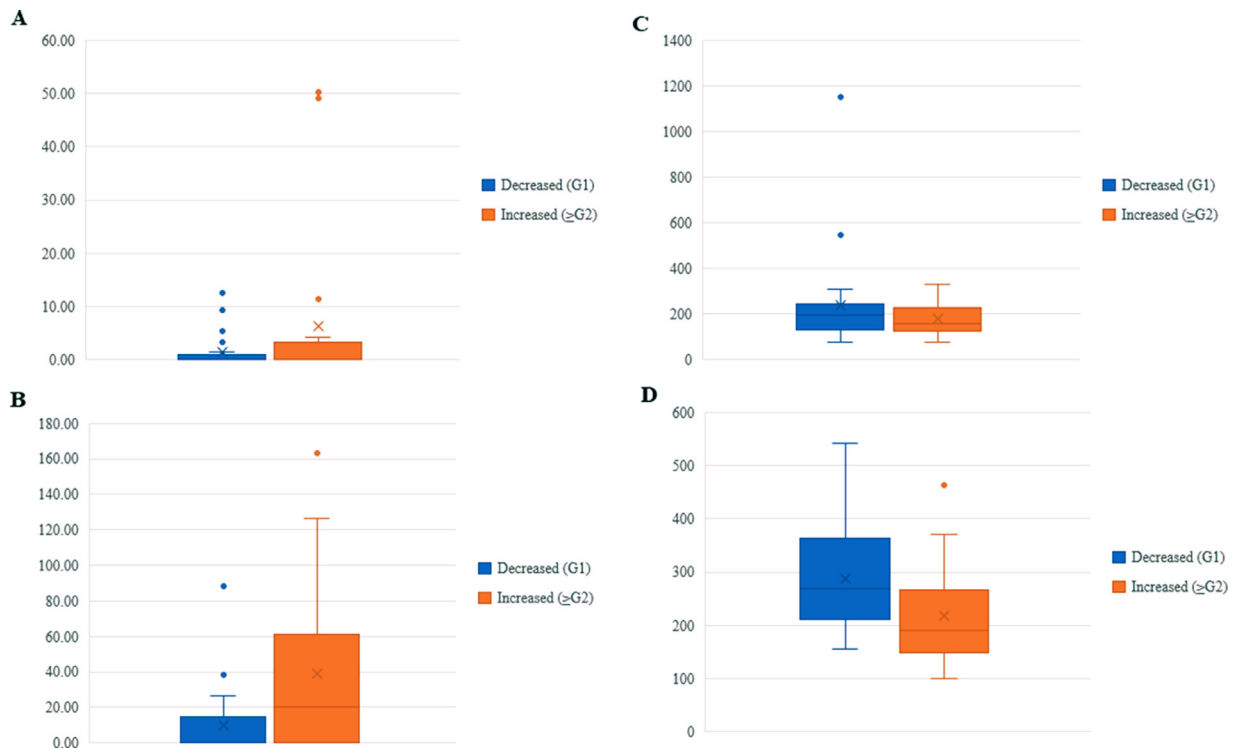 A
60.00
50.00
40.00
30.00
20.00
10.00
0.00
Decreased (G1)
Increased (≥G2)
C
1400
1200
1000
800
600
400
200
0
Decreased (G1)
Increased (≥G2)
B
180.00
160.00
140.00
120.00
100.00
80.00
60.00
40.00
20.00
0.00
Decreased (G1)
Increased (≥G2)
D
600
500
400
300
200
100
0
Decreased (G1)
Increased (≥G2)